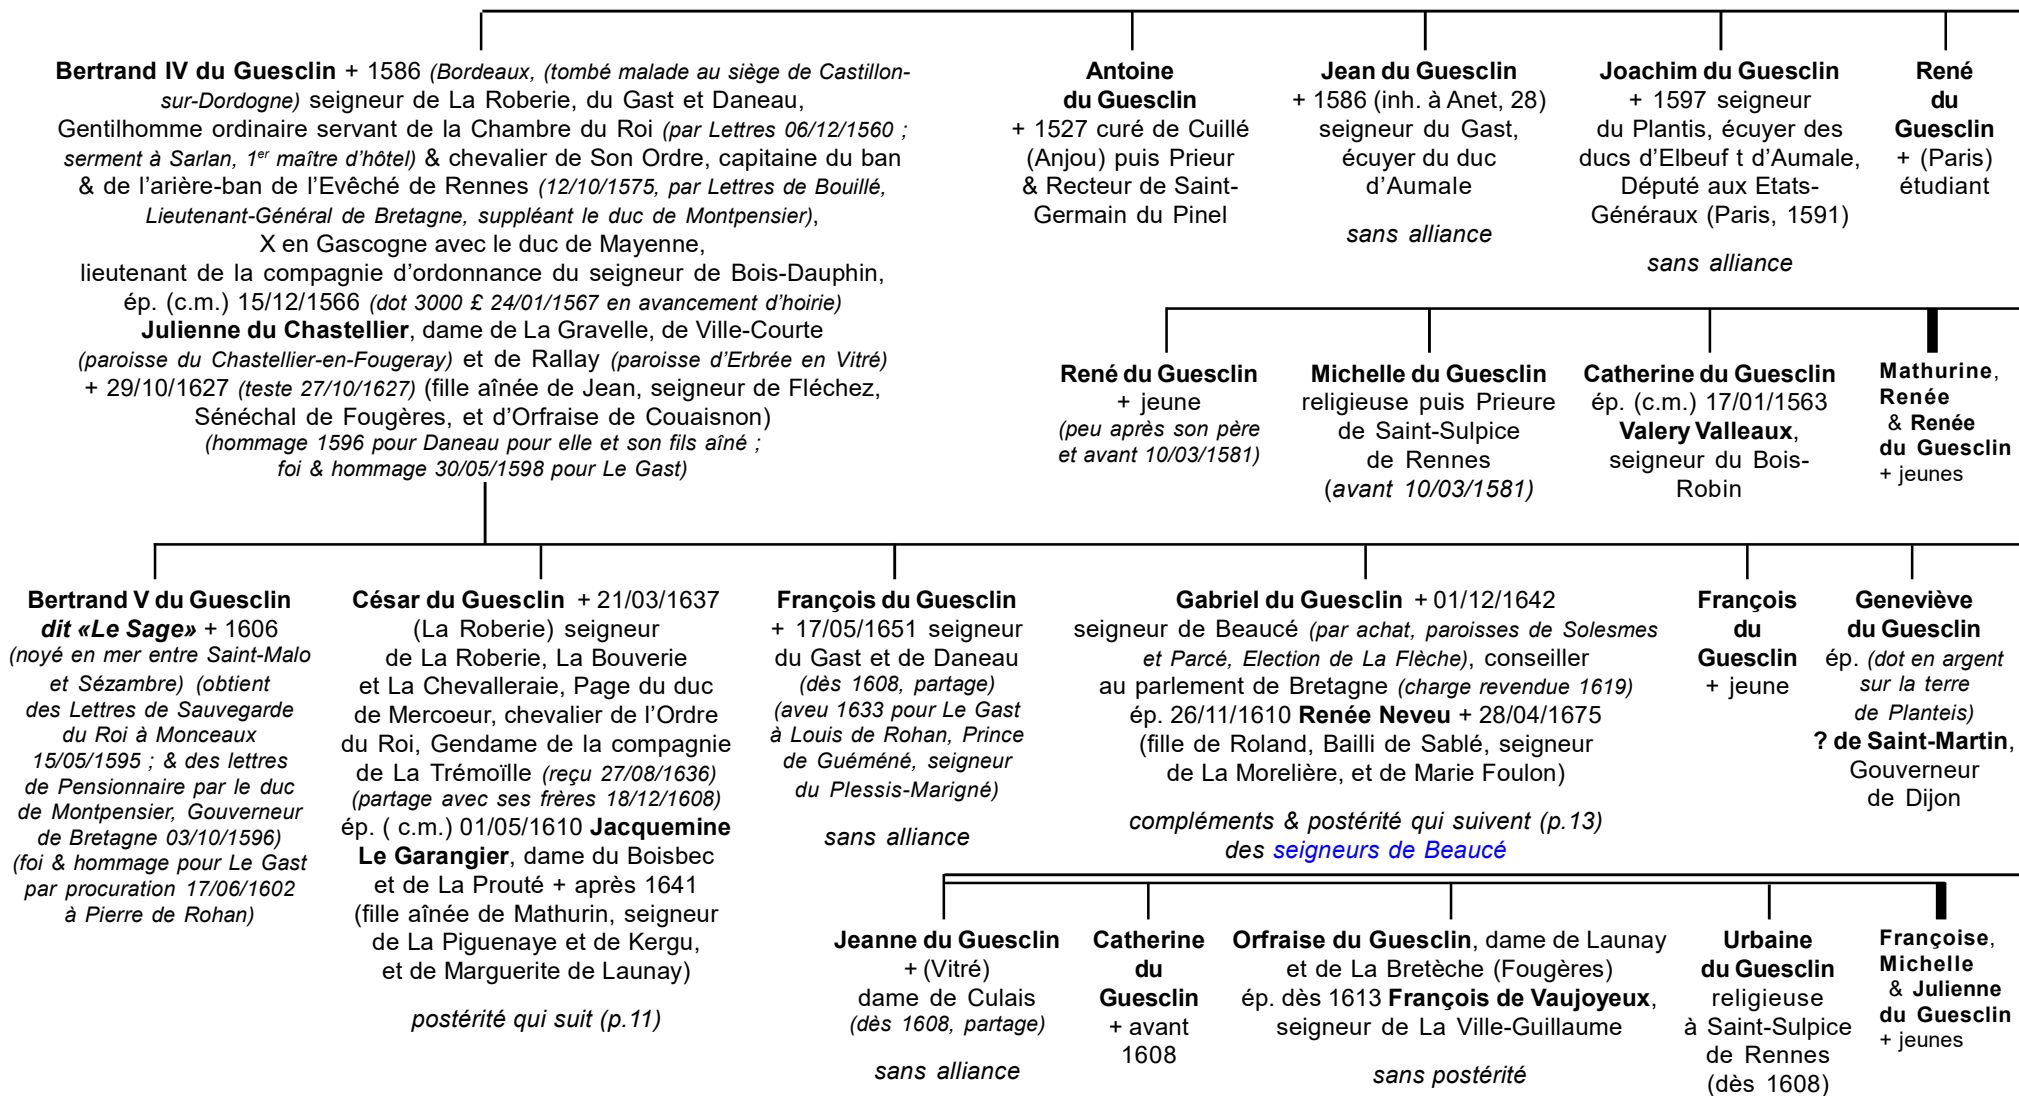 Bertrand IV du Guesclin + 1586 (Bordeaux, (tombé malade au siège de Castillon-
sur-Dordogne) seigneur de La Roberie, du Gast et Daneau,
Gentilhomme ordinaire servant de la Chambre du Roi (par Lettres 06/12/1560 ;
serment à Sarlan, 1er maître d’hôtel) & chevalier de Son Ordre, capitaine du ban
& de l’arière-ban de l’Evêché de Rennes (12/10/1575, par Lettres de Bouillé,
Lieutenant-Général de Bretagne, suppléant le duc de Montpensier),
X en Gascogne avec le duc de Mayenne,
lieutenant de la compagnie d’ordonnance du seigneur de Bois-Dauphin,
ép. (c.m.) 15/12/1566 (dot 3000 £ 24/01/1567 en avancement d’hoirie)
Julienne du Chastellier, dame de La Gravelle, de Ville-Courte
(paroisse du Chastellier-en-Fougeray) et de Rallay (paroisse d’Erbrée en Vitré)
+ 29/10/1627 (teste 27/10/1627) (fille aînée de Jean, seigneur de Fléchez,
Sénéchal de Fougères, et d’Orfraise de Couaisnon)
(hommage 1596 pour Daneau pour elle et son fils aîné ;
foi & hommage 30/05/1598 pour Le Gast)
Antoine
du Guesclin
+ 1527 curé de Cuillé
(Anjou) puis Prieur
& Recteur de Saint-
Germain du Pinel
Jean du Guesclin
+ 1586 (inh. à Anet, 28)
seigneur du Gast,
écuyer du duc
d’Aumale
sans alliance
Joachim du Guesclin
+ 1597 seigneur
du Plantis, écuyer des
ducs d’Elbeuf t d’Aumale,
Député aux Etats-
Généraux (Paris, 1591)
sans alliance
René
du
Guesclin
+ (Paris)
étudiant
René du Guesclin
+ jeune
(peu après son père
et avant 10/03/1581)
Michelle du Guesclin
religieuse puis Prieure
de Saint-Sulpice
de Rennes
(avant 10/03/1581)
Catherine du Guesclin
ép. (c.m.) 17/01/1563
Valery Valleaux,
seigneur du Bois-
Robin
Mathurine,
Renée
& Renée
du Guesclin
+ jeunes
Bertrand V du Guesclin
dit «Le Sage» + 1606
(noyé en mer entre Saint-Malo
et Sézambre) (obtient
des Lettres de Sauvegarde
du Roi à Monceaux
15/05/1595 ; & des lettres
de Pensionnaire par le duc
de Montpensier, Gouverneur
de Bretagne 03/10/1596)
(foi & hommage pour Le Gast
par procuration 17/06/1602
à Pierre de Rohan)
César du Guesclin + 21/03/1637
(La Roberie) seigneur
de La Roberie, La Bouverie
et La Chevalleraie, Page du duc
de Mercoeur, chevalier de l’Ordre
du Roi, Gendame de la compagnie
de La Trémoïlle (reçu 27/08/1636)
(partage avec ses frères 18/12/1608)
ép. ( c.m.) 01/05/1610 Jacquemine
Le Garangier, dame du Boisbec
et de La Prouté + après 1641
(fille aînée de Mathurin, seigneur
de La Piguenaye et de Kergu,
et de Marguerite de Launay)
postérité qui suit (p.11)
François du Guesclin
+ 17/05/1651 seigneur
du Gast et de Daneau
(dès 1608, partage)
(aveu 1633 pour Le Gast
à Louis de Rohan, Prince
de Guéméné, seigneur
du Plessis-Marigné)
sans alliance
Gabriel du Guesclin + 01/12/1642
seigneur de Beaucé (par achat, paroisses de Solesmes
et Parcé, Election de La Flèche), conseiller
au parlement de Bretagne (charge revendue 1619)
ép. 26/11/1610 Renée Neveu + 28/04/1675
(fille de Roland, Bailli de Sablé, seigneur
de La Morelière, et de Marie Foulon)
compléments & postérité qui suivent (p.13)
des seigneurs de Beaucé
François
du
Guesclin
+ jeune
Geneviève
du Guesclin
ép. (dot en argent
sur la terre
de Planteis)
? de Saint-Martin,
Gouverneur
de Dijon
Jeanne du Guesclin
+ (Vitré)
dame de Culais
(dès 1608, partage)
sans alliance
Catherine
du
Guesclin
+ avant
1608
Orfraise du Guesclin, dame de Launay
et de La Bretèche (Fougères)
ép. dès 1613 François de Vaujoyeux,
seigneur de La Ville-Guillaume
sans postérité
Urbaine
du Guesclin
religieuse
à Saint-Sulpice
de Rennes
(dès 1608)
Françoise,
Michelle
& Julienne
du Guesclin
+ jeunes